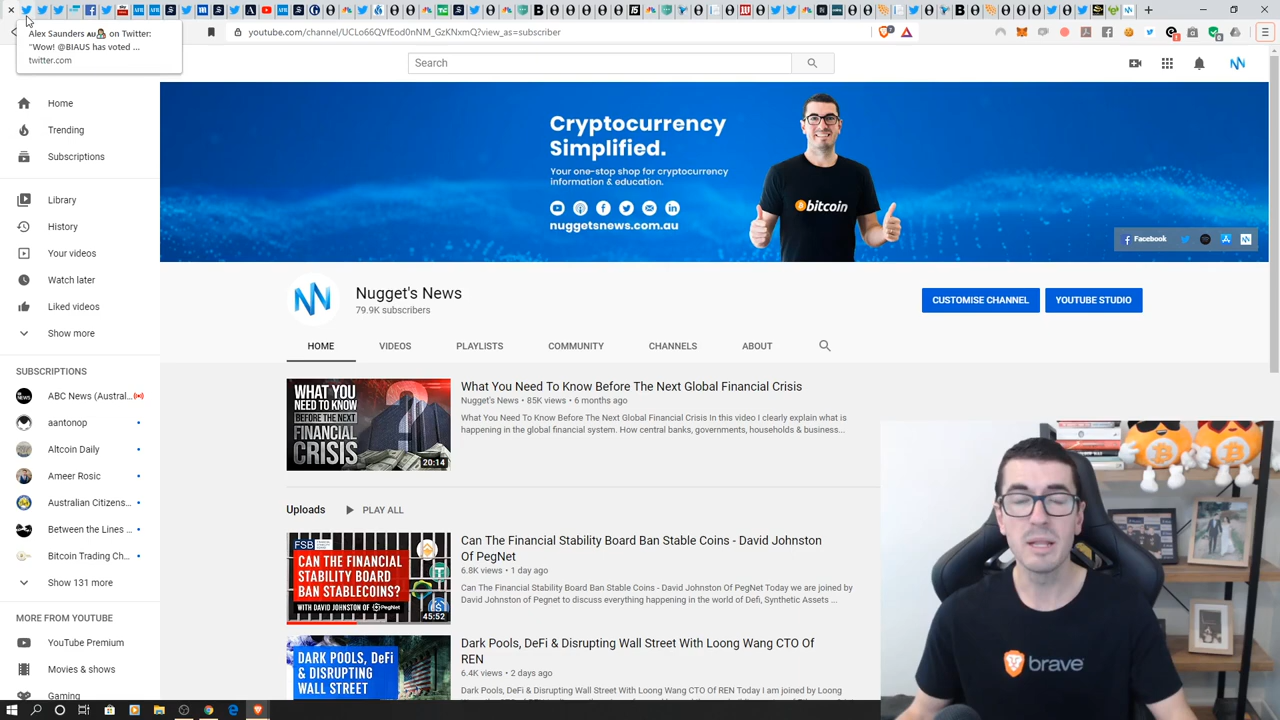 Alex Saunders AU on Twitter:
"Wow! @BIAUS has voted ...
twitter.com
youtube.com/channel/UCLo66QVfEod0nNM_GzKNxmQ?view_as=subscriber
Search
Home
Trending
Subscriptions
Library
History
Your videos
Watch later
Liked videos
Show more
SUBSCRIPTIONS
ABC News (Austral...
aantonop
Altcoin Daily
Ameer Rosic
Australian Citizens...
Between the Lines ...
Bitcoin Trading Ch...
Show 131 more
MORE FROM YOUTUBE
YouTube Premium
Movies & shows
Gaming
Cryptocurrency
Simplified.
Your one-stop shop for cryptocurrency
information & education.
nuggetsnews.com.au
bitcoin
Facebook
Nugget's News
79.9K subscribers
CUSTOMISE CHANNEL
YOUTUBE STUDIO
HOME VIDEOS PLAYLISTS COMMUNITY CHANNELS ABOUT
WHAT YOU
NEED TO KNOW
BEFORE THE NEXT
FINANCIAL
CRISIS
20:14
What You Need To Know Before The Next Global Financial Crisis
Nugget's News • 85K views • 6 months ago
What You Need To Know Before The Next Global Financial Crisis In this video I clearly explain what is
happening in the global financial system. How central banks, governments, households & business...
Uploads
PLAY ALL
FSB
CAN THE FINANCIAL
STABILITY BOARD
BAN STABLECOINS?
WITH DAVID JOHNSTON OF PegNet
45:52
Can The Financial Stability Board Ban Stable Coins - David Johnston
Of PegNet
6.8K views • 1 day ago
Can The Financial Stability Board Ban Stable Coins - David Johnston Of PegNet Today we are joined by
David Johnston of Pegnet to discuss everything happening in the world of Defi, Synthetic Assets ...
DARK POOLS, DeFi
& DISRUPTING
WALL STREET
Dark Pools, DeFi & Disrupting Wall Street With Loong Wang CTO Of
REN
6.4K views • 2 days ago
Dark Pools, DeFi & Disrupting Wall Street With Loong Wang CTO Of REN Today I am joined by Loong
brave